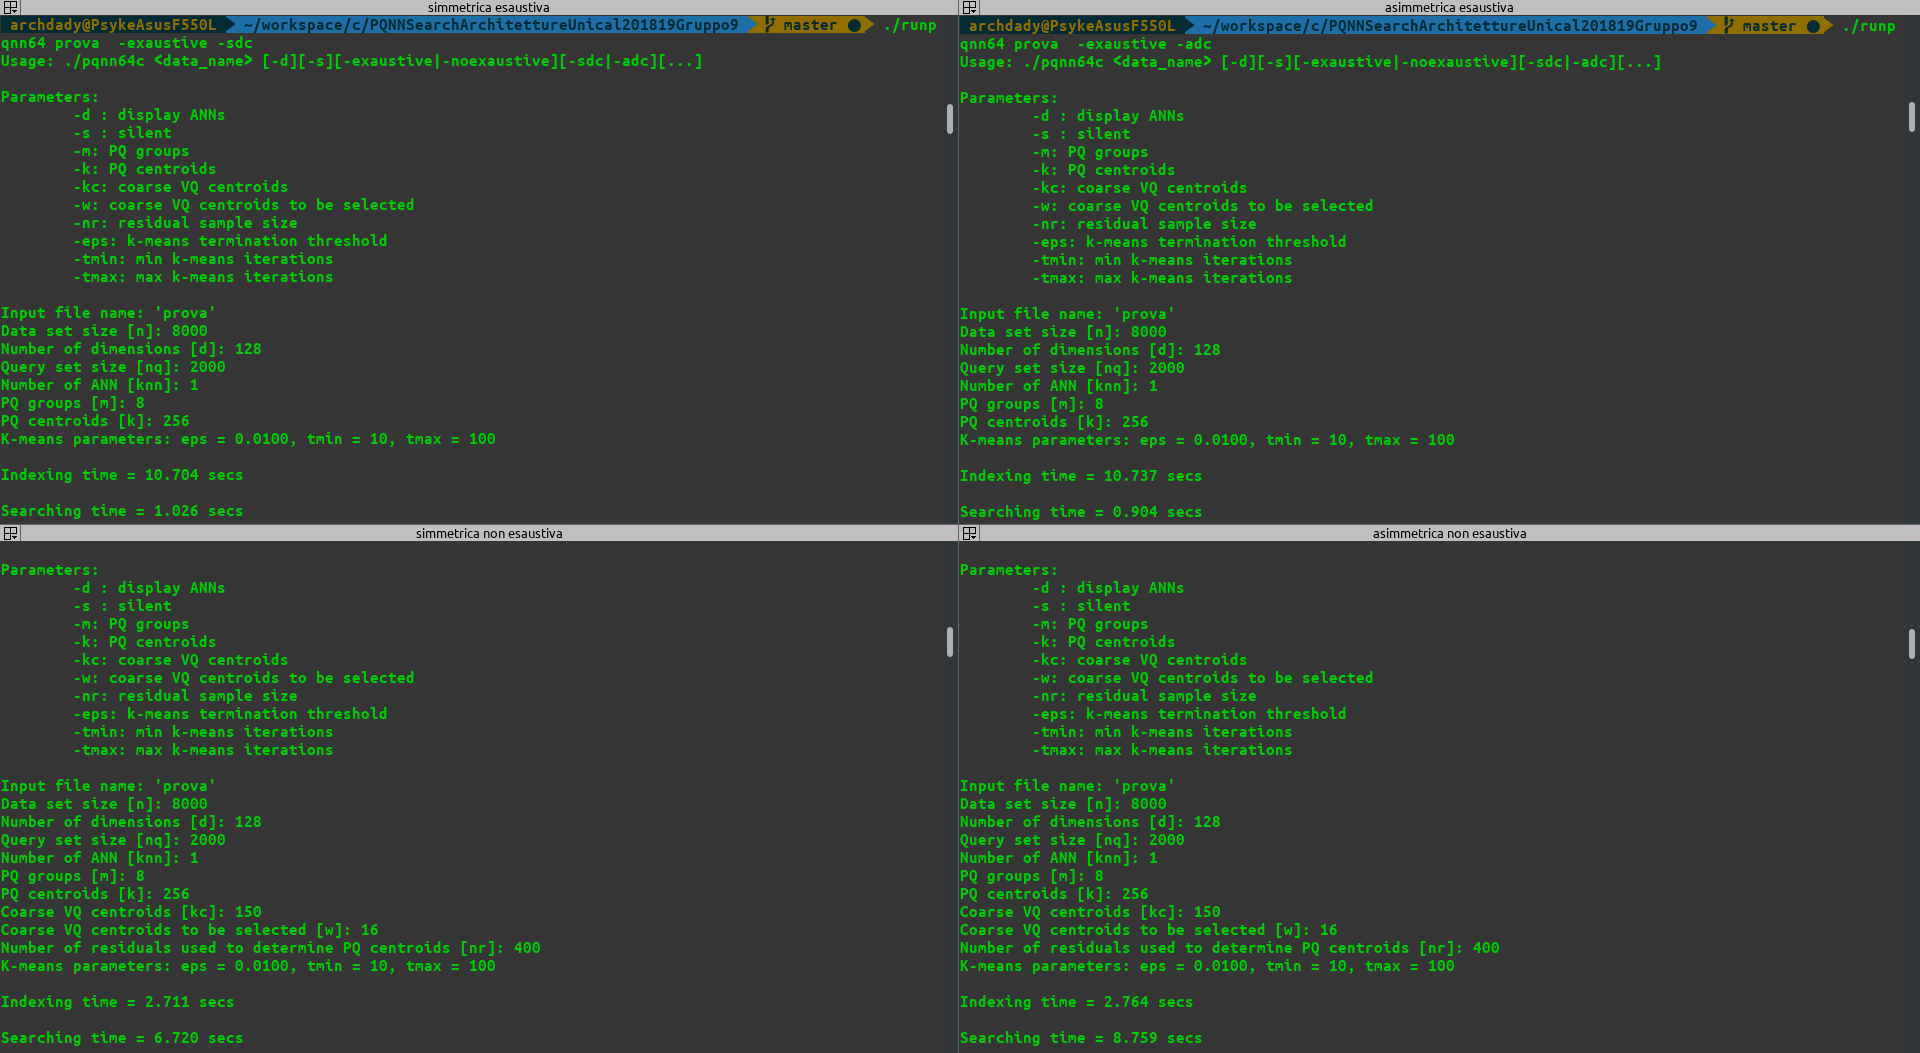 simmetrica esaustiva
archdady@PsykeAsusF550L ~/workspace/c/PQNNSearchArchitettureUnical201819Gruppo9 master ● ./runp
qnn64 prova  -exaustive -sdc
Usage: ./pqnn64c <data_name> [-d][-s][-exaustive|-noexaustive][-sdc|-adc][...]
Parameters:
-d : display ANNs
-s : silent
-m: PQ groups
-k: PQ centroids
-kc: coarse VQ centroids
-w: coarse VQ centroids to be selected
-nr: residual sample size
-eps: k-means termination threshold
-tmin: min k-means iterations
-tmax: max k-means iterations
Input file name: 'prova'
Data set size [n]: 8000
Number of dimensions [d]: 128
Query set size [nq]: 2000
Number of ANN [knn]: 1
PQ groups [m]: 8
PQ centroids [k]: 256
K-means parameters: eps = 0.0100, tmin = 10, tmax = 100
Indexing time = 10.704 secs
Searching time = 1.026 secs
asimmetrica esaustiva
archdady@PsykeAsusF550L ~/workspace/c/PQNNSearchArchitettureUnical201819Gruppo9 master ● ./runp
qnn64 prova  -exaustive -adc
Usage: ./pqnn64c <data_name> [-d][-s][-exaustive|-noexaustive][-sdc|-adc][...]
Parameters:
-d : display ANNs
-s : silent
-m: PQ groups
-k: PQ centroids
-kc: coarse VQ centroids
-w: coarse VQ centroids to be selected
-nr: residual sample size
-eps: k-means termination threshold
-tmin: min k-means iterations
-tmax: max k-means iterations
Input file name: 'prova'
Data set size [n]: 8000
Number of dimensions [d]: 128
Query set size [nq]: 2000
Number of ANN [knn]: 1
PQ groups [m]: 8
PQ centroids [k]: 256
K-means parameters: eps = 0.0100, tmin = 10, tmax = 100
Indexing time = 10.737 secs
Searching time = 0.904 secs
simmetrica non esaustiva
Parameters:
-d : display ANNs
-s : silent
-m: PQ groups
-k: PQ centroids
-kc: coarse VQ centroids
-w: coarse VQ centroids to be selected
-nr: residual sample size
-eps: k-means termination threshold
-tmin: min k-means iterations
-tmax: max k-means iterations
Input file name: 'prova'
Data set size [n]: 8000
Number of dimensions [d]: 128
Query set size [nq]: 2000
Number of ANN [knn]: 1
PQ groups [m]: 8
PQ centroids [k]: 256
Coarse VQ centroids [kc]: 150
Coarse VQ centroids to be selected [w]: 16
Number of residuals used to determine PQ centroids [nr]: 400
K-means parameters: eps = 0.0100, tmin = 10, tmax = 100
Indexing time = 2.711 secs
Searching time = 6.720 secs
asimmetrica non esaustiva
Parameters:
-d : display ANNs
-s : silent
-m: PQ groups
-k: PQ centroids
-kc: coarse VQ centroids
-w: coarse VQ centroids to be selected
-nr: residual sample size
-eps: k-means termination threshold
-tmin: min k-means iterations
-tmax: max k-means iterations
Input file name: 'prova'
Data set size [n]: 8000
Number of dimensions [d]: 128
Query set size [nq]: 2000
Number of ANN [knn]: 1
PQ groups [m]: 8
PQ centroids [k]: 256
Coarse VQ centroids [kc]: 150
Coarse VQ centroids to be selected [w]: 16
Number of residuals used to determine PQ centroids [nr]: 400
K-means parameters: eps = 0.0100, tmin = 10, tmax = 100
Indexing time = 2.764 secs
Searching time = 8.759 secs